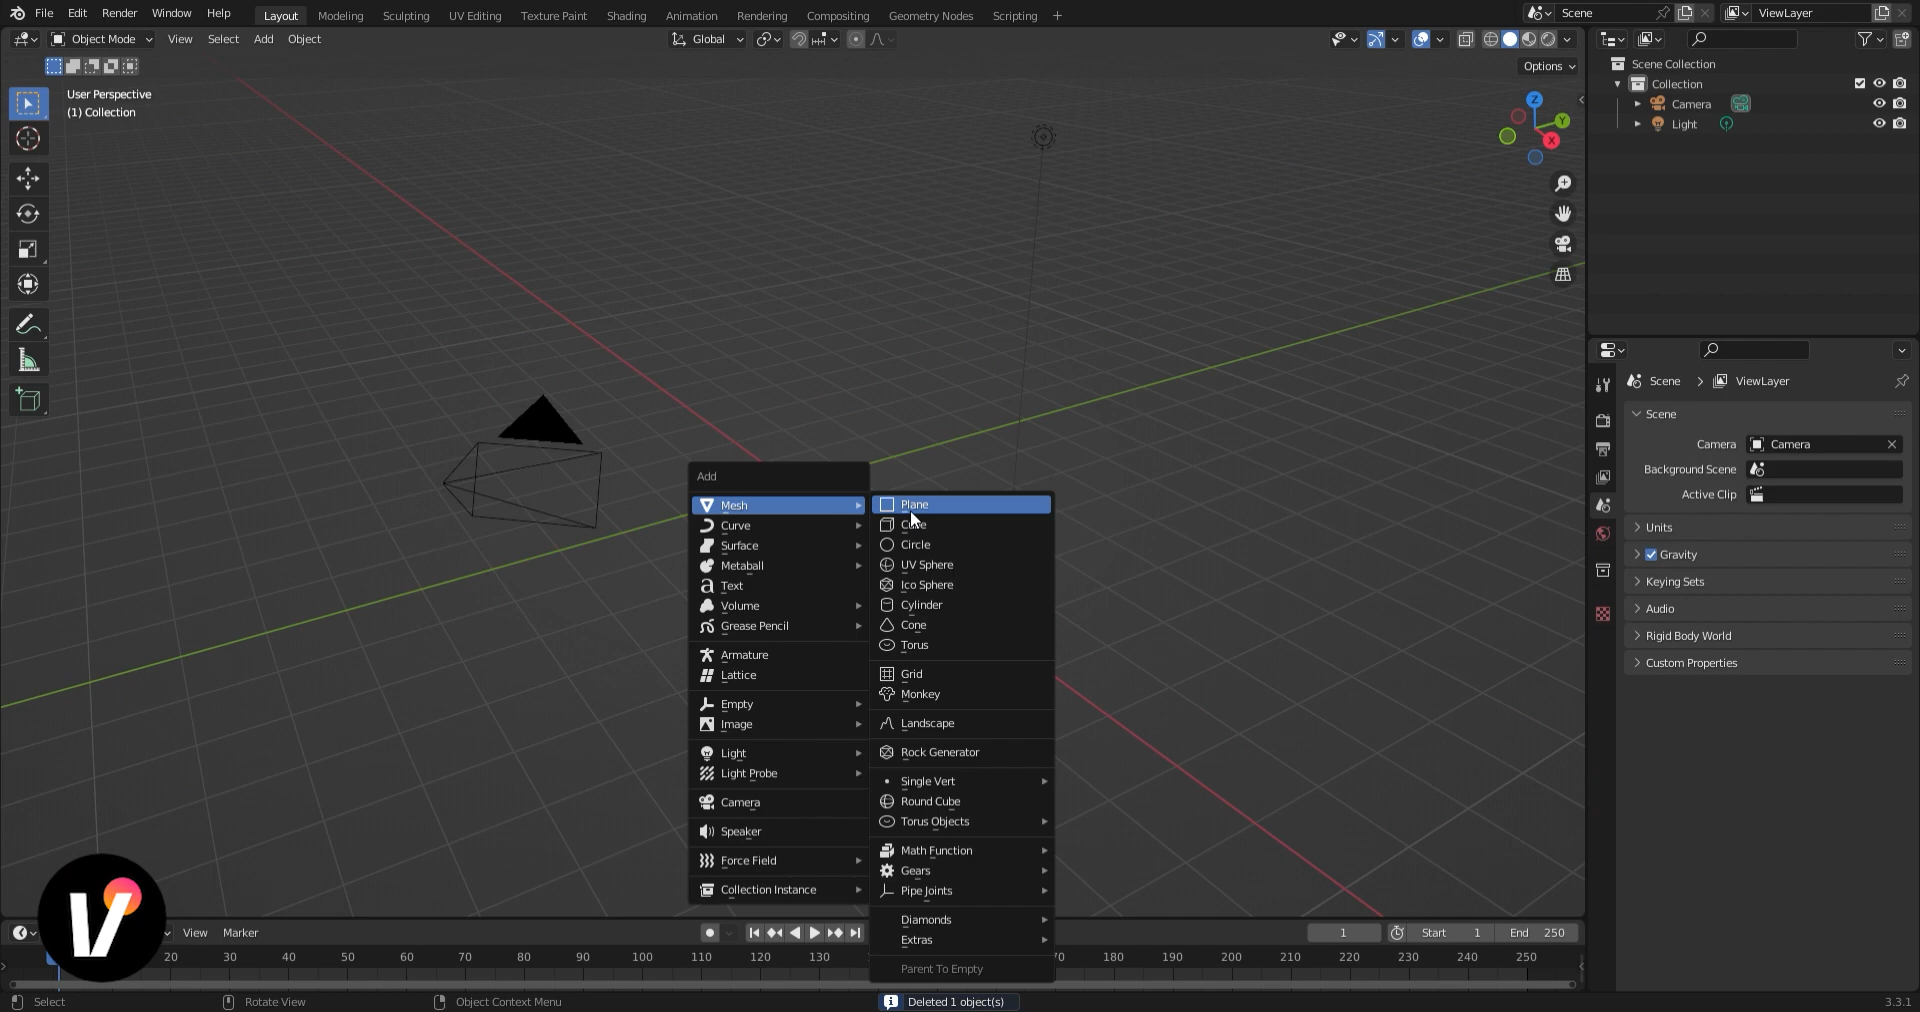 File Edit Render Window Help
Layout Modeling Sculpting UV Editing Texture Paint Shading Animation Rendering Compositing Geometry Nodes Scripting +
Scene
ViewLayer
Object Mode View Select Add Object
Global
Options
User Perspective
(1) Collection
Z
Y
X
Scene Collection
Collection
Camera
Light
Scene > ViewLayer
Scene
Camera Camera
Background Scene
Active Clip
Units
Gravity
Keying Sets
Audio
Rigid Body World
Custom Properties
Add
Mesh
Curve
Surface
Metaball
Text
Volume
Grease Pencil
Armature
Lattice
Empty
Image
Light
Light Probe
Camera
Speaker
Force Field
Collection Instance
Plane
Circle
UV Sphere
Ico Sphere
Cylinder
Cone
Torus
Grid
Monkey
Landscape
Rock Generator
Single Vert
Round Cube
Torus Objects
Math Function
Gears
Pipe Joints
Diamonds
Extras
Parent To Empty
V
View Marker
1 Start 1 End 250
20 30 40 50 60 70 80 90 100 110 120 130 180 190 200 210 220 230 240 250
Select Rotate View Object Context Menu Deleted 1 object(s) 3.3.1